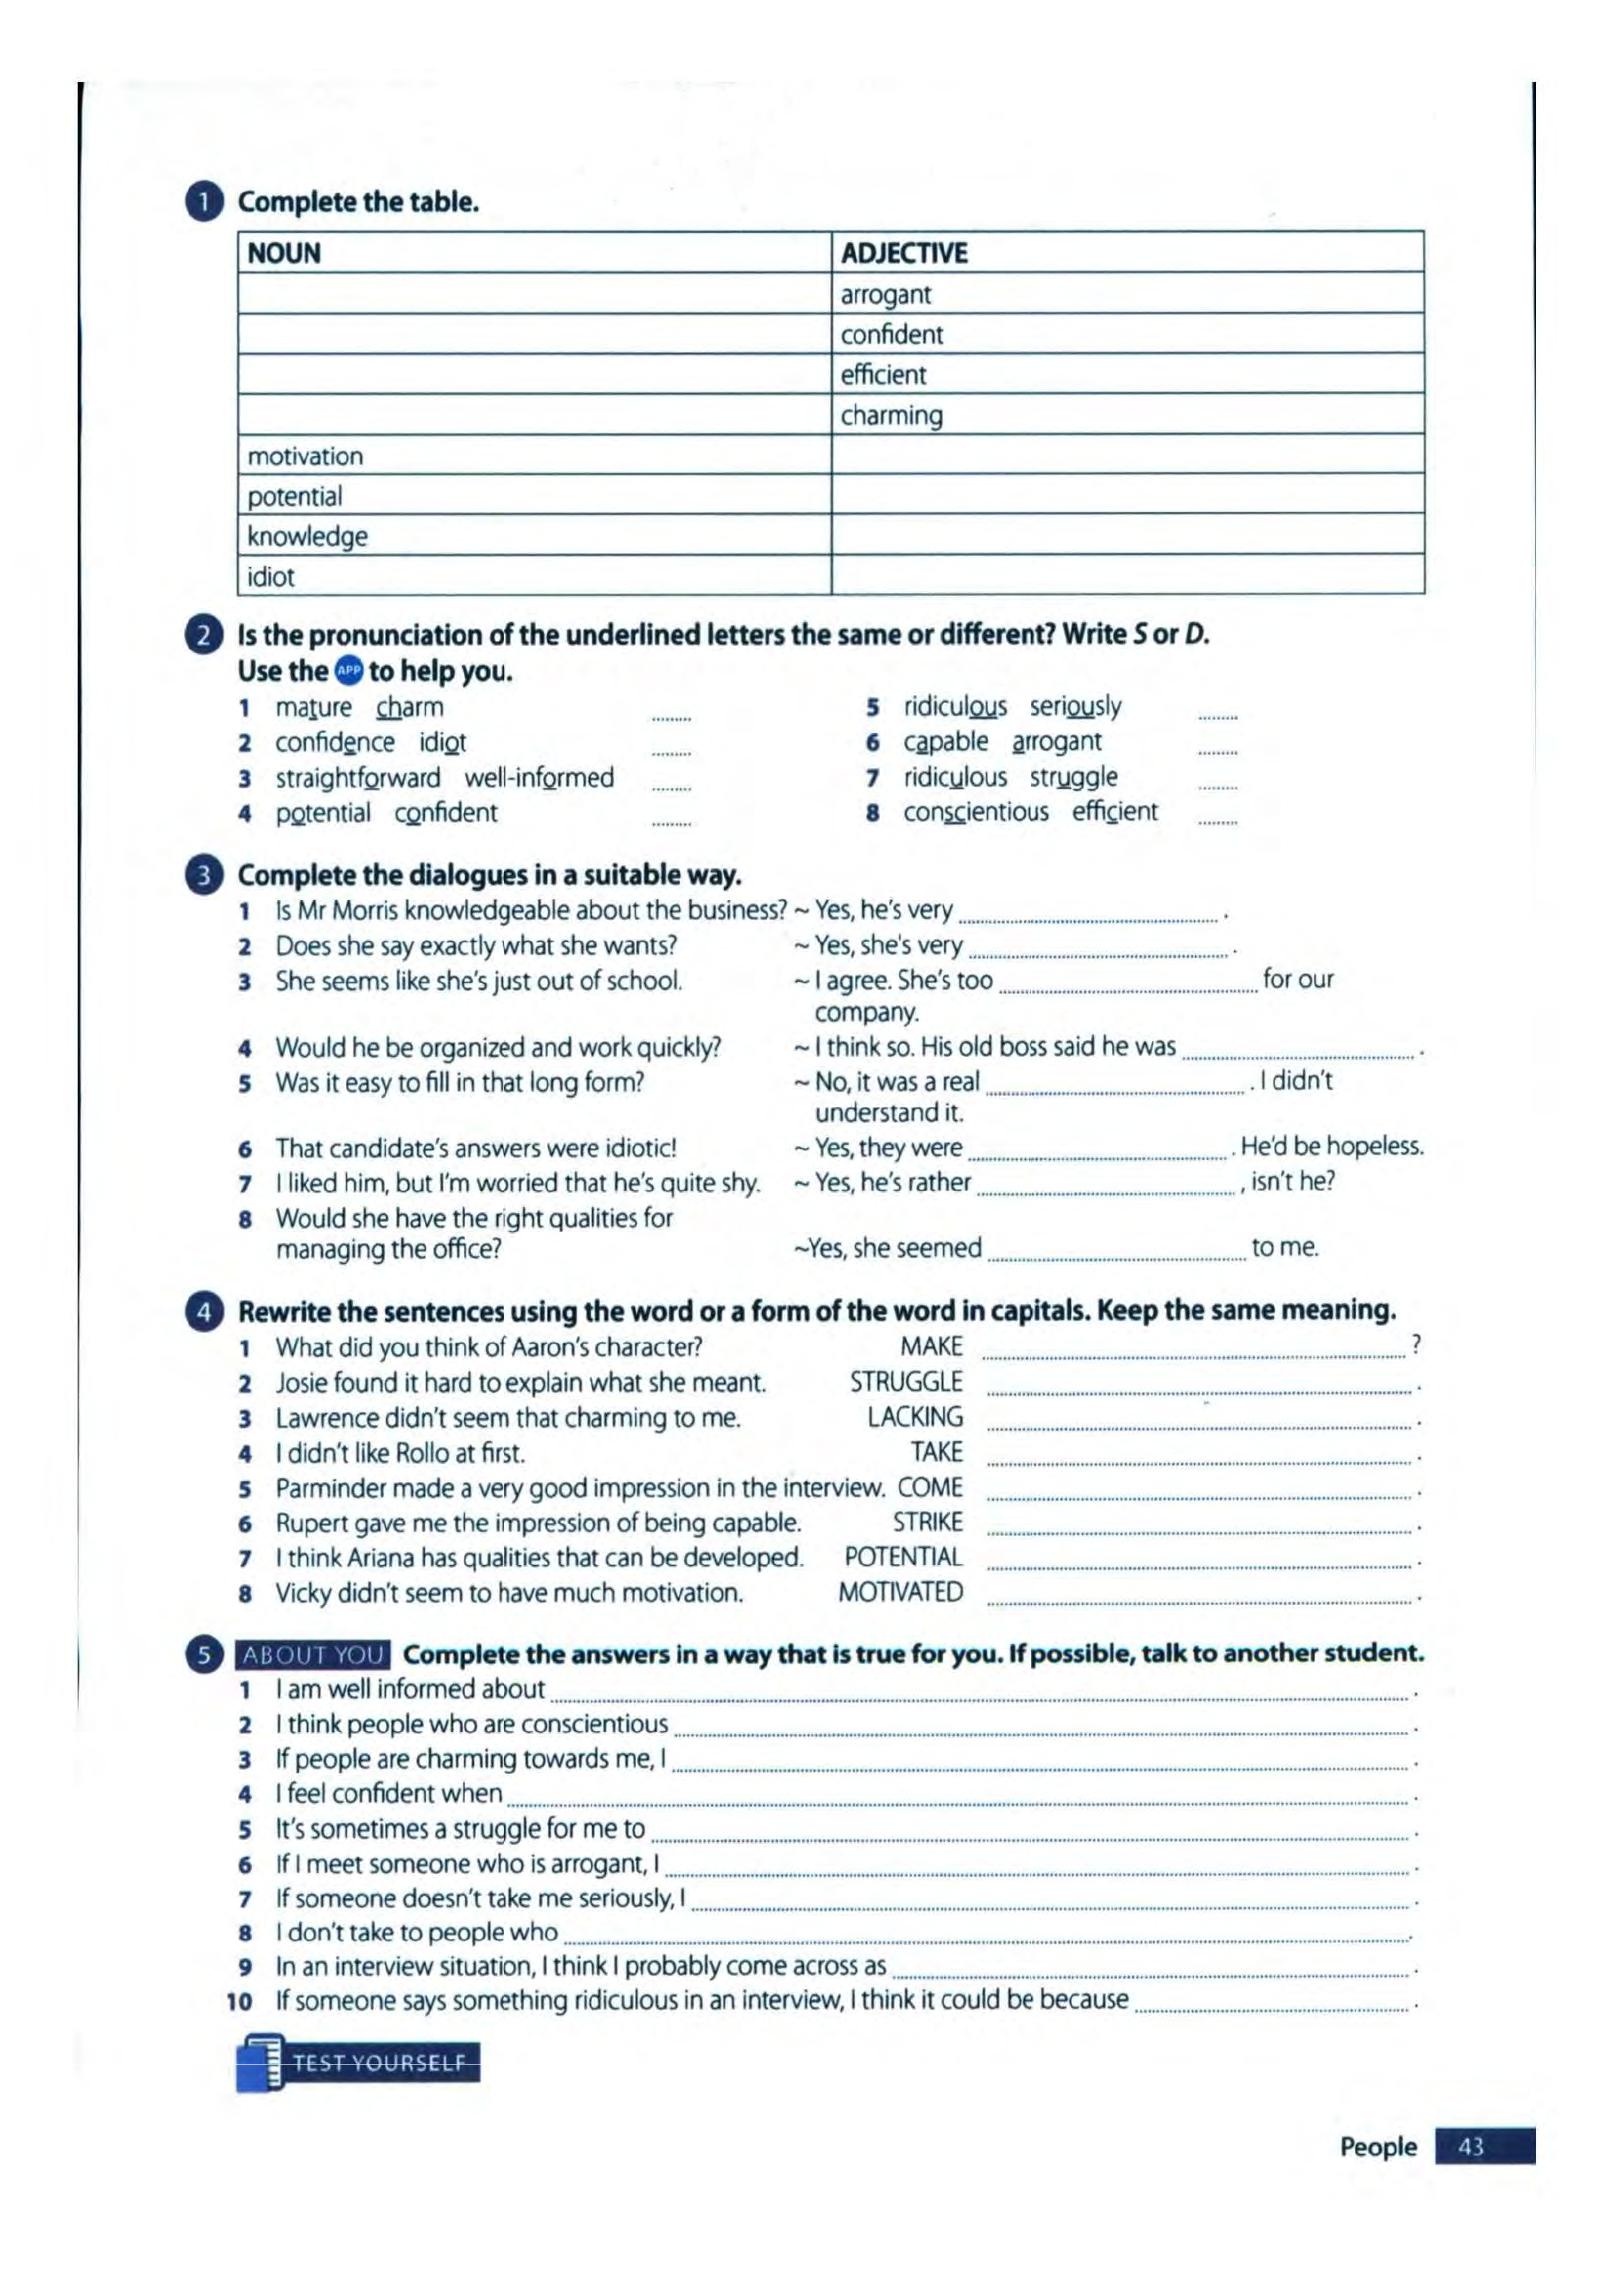 1 Complete the table.
NOUN ADJECTIVE
arrogant
confident
efficient
charming
motivation
potential
knowledge
idiot
2 Is the pronunciation of the underlined letters the same or different? Write S or D.
Use the APP to help you.
1 mature charm ......... 5 ridiculous seriously .........
2 confidence idiot ......... 6 capable arrogant .........
3 straightforward well-informed ......... 7 ridiculous struggle .........
4 potential confident ......... 8 conscientious efficient .........
3 Complete the dialogues in a suitable way.
1 Is Mr Morris knowledgeable about the business? ~ Yes, he's very .................... .
2 Does she say exactly what she wants? ~ Yes, she's very .................... .
3 She seems like she's just out of school. ~ I agree. She's too .................... for our
company.
4 Would he be organized and work quickly? ~ I think so. His old boss said he was .................... .
5 Was it easy to fill in that long form? ~ No, it was a real .................... . I didn't
understand it.
6 That candidate's answers were idiotic! ~ Yes, they were .................... . He'd be hopeless.
7 I liked him, but I'm worried that he's quite shy. ~ Yes, he's rather .................... , isn't he?
8 Would she have the right qualities for
managing the office? ~Yes, she seemed .................... to me.
4 Rewrite the sentences using the word or a form of the word in capitals. Keep the same meaning.
1 What did you think of Aaron's character? MAKE .................... ?
2 Josie found it hard to explain what she meant. STRUGGLE .................... .
3 Lawrence didn't seem that charming to me. LACKING .................... .
4 I didn't like Rollo at first. TAKE .................... .
5 Parminder made a very good impression in the interview. COME .................... .
6 Rupert gave me the impression of being capable. STRIKE .................... .
7 I think Ariana has qualities that can be developed. POTENTIAL .................... .
8 Vicky didn't seem to have much motivation. MOTIVATED .................... .
5 ABOUT YOU Complete the answers in a way that is true for you. If possible, talk to another student.
1 I am well informed about .................... .
2 I think people who are conscientious .................... .
3 If people are charming towards me, I .................... .
4 I feel confident when .................... .
5 It's sometimes a struggle for me to .................... .
6 If I meet someone who is arrogant, I .................... .
7 If someone doesn't take me seriously, I .................... .
8 I don't take to people who .................... .
9 In an interview situation, I think I probably come across as .................... .
10 If someone says something ridiculous in an interview, I think it could be because .................... .
TEST YOURSELF
People 43